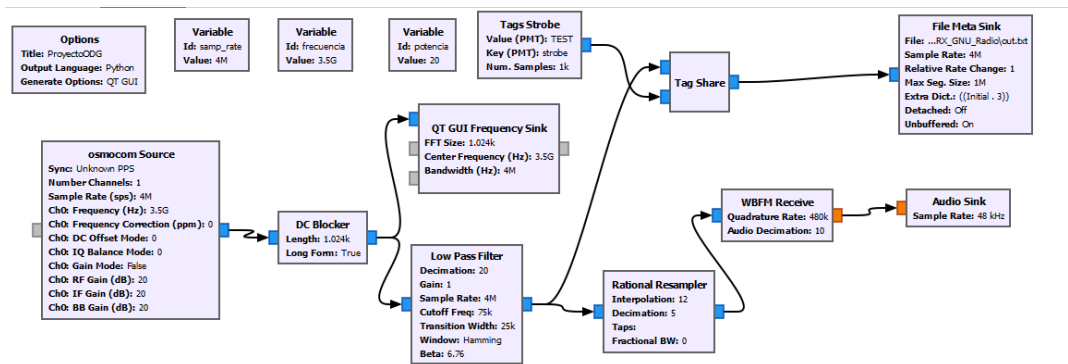 Options
Title: ProyectoODG
Output Language: Python
Generate Options: QT GUI
Variable
Id: samp_rate
Value: 4M
Variable
Id: frecuencia
Value: 3.5G
Variable
Id: potencia
Value: 20
Tags Strobe
Value (PMT): TEST
Key (PMT): strobe
Num. Samples: 1k
Tag Share
File Meta Sink
File: ...RX_GNU_Radio\out.txt
Sample Rate: 4M
Relative Rate Change: 1
Max Seg. Size: 1M
Extra Dict.: ((Initial . 3))
Detached: Off
Unbuffered: On
osmocom Source
Sync: Unknown PPS
Number Channels: 1
Sample Rate (sps): 4M
Ch0: Frequency (Hz): 3.5G
Ch0: Frequency Correction (ppm): 0
Ch0: DC Offset Mode: 0
Ch0: IQ Balance Mode: 0
Ch0: Gain Mode: False
Ch0: RF Gain (dB): 20
Ch0: IF Gain (dB): 20
Ch0: BB Gain (dB): 20
DC Blocker
Length: 1.024k
Long Form: True
QT GUI Frequency Sink
FFT Size: 1.024k
Center Frequency (Hz): 3.5G
Bandwidth (Hz): 4M
Low Pass Filter
Decimation: 20
Gain: 1
Sample Rate: 4M
Cutoff Freq: 75k
Transition Width: 25k
Window: Hamming
Beta: 6.76
Rational Resampler
Interpolation: 12
Decimation: 5
Taps:
Fractional BW: 0
WBFM Receive
Quadrature Rate: 480k
Audio Decimation: 10
Audio Sink
Sample Rate: 48 kHz